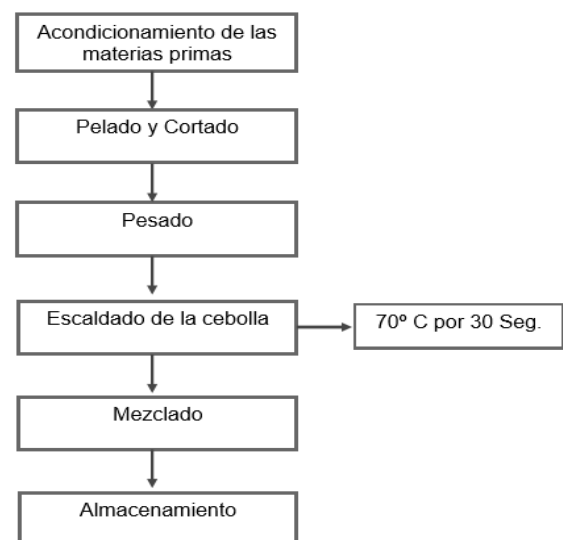 Acondicionamiento de las
materias primas
Pelado y Cortado
Pesado
Escaldado de la cebolla
70º C por 30 Seg.
Mezclado
Almacenamiento